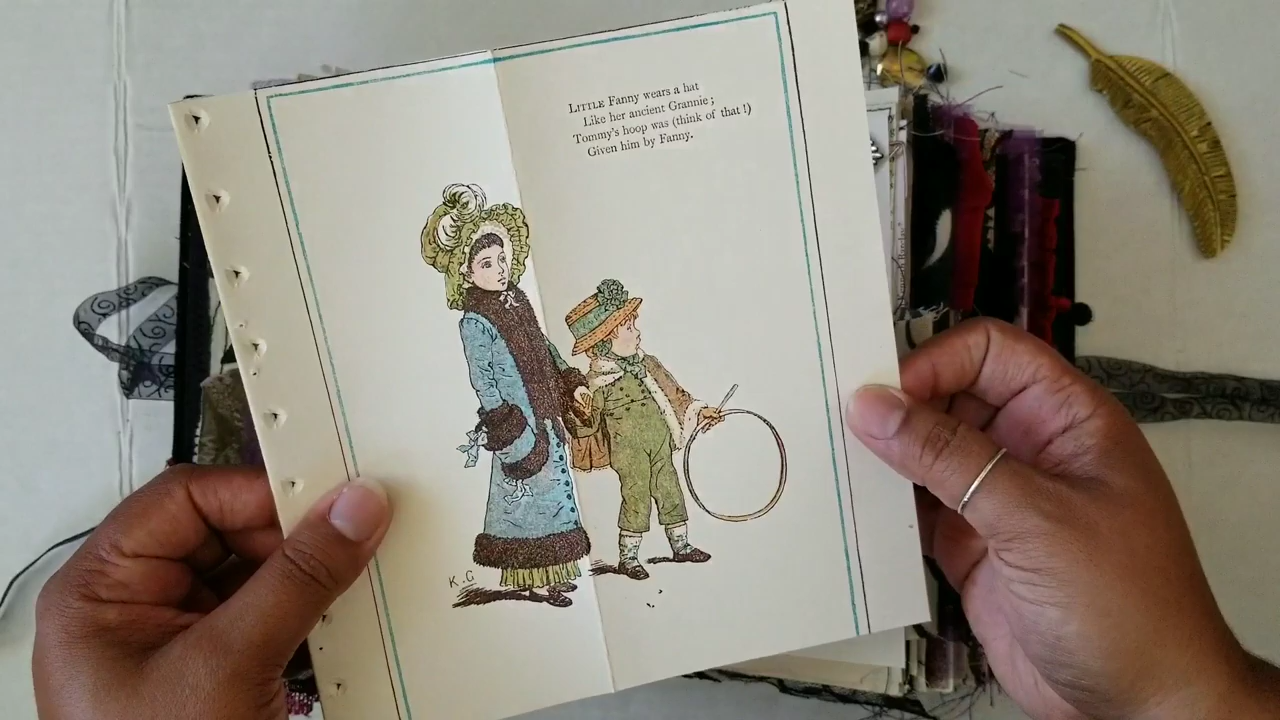 LITTLE Fanny wears a hat
Like her ancient Grannie;
Tommy's hoop was (think of that!)
Given him by Fanny.
K.G